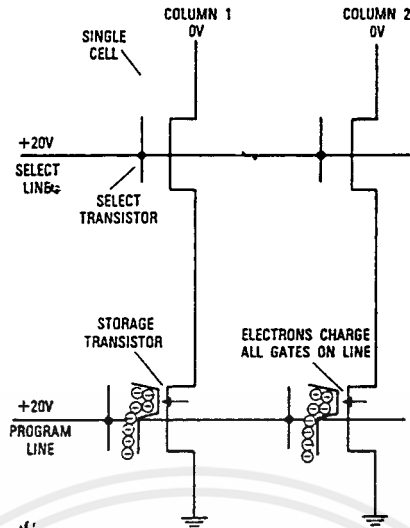 COLUMN 1
0V
COLUMN 2
0V
SINGLE
CELL
+20V
SELECT
LINE
SELECT
TRANSISTOR
STORAGE
TRANSISTOR
ELECTRONS CHARGE
ALL GATES ON LINE
+20V
PROGRAM
LINE